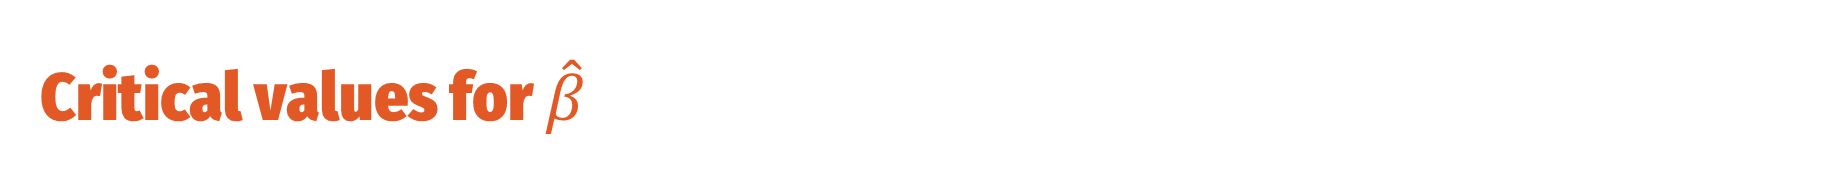 Critical values for β̂